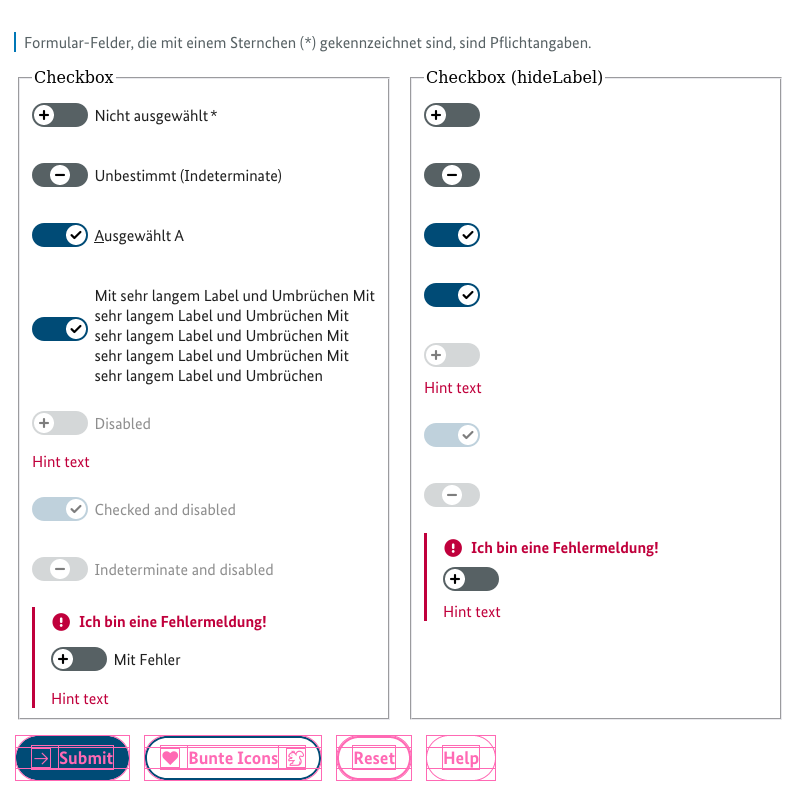 Formular-Felder, die mit einem Sternchen (*) gekennzeichnet sind, sind Pflichtangaben.
Checkbox
Nicht ausgewählt *
Unbestimmt (Indeterminate)
Ausgewählt A
Mit sehr langem Label und Umbrüchen Mit
sehr langem Label und Umbrüchen Mit
sehr langem Label und Umbrüchen Mit
sehr langem Label und Umbrüchen Mit
sehr langem Label und Umbrüchen
Disabled
Hint text
Checked and disabled
Indeterminate and disabled
Ich bin eine Fehlermeldung!
Mit Fehler
Hint text
Checkbox (hideLabel)
Hint text
Ich bin eine Fehlermeldung!
Hint text
Submit
Bunte Icons
Reset
Help